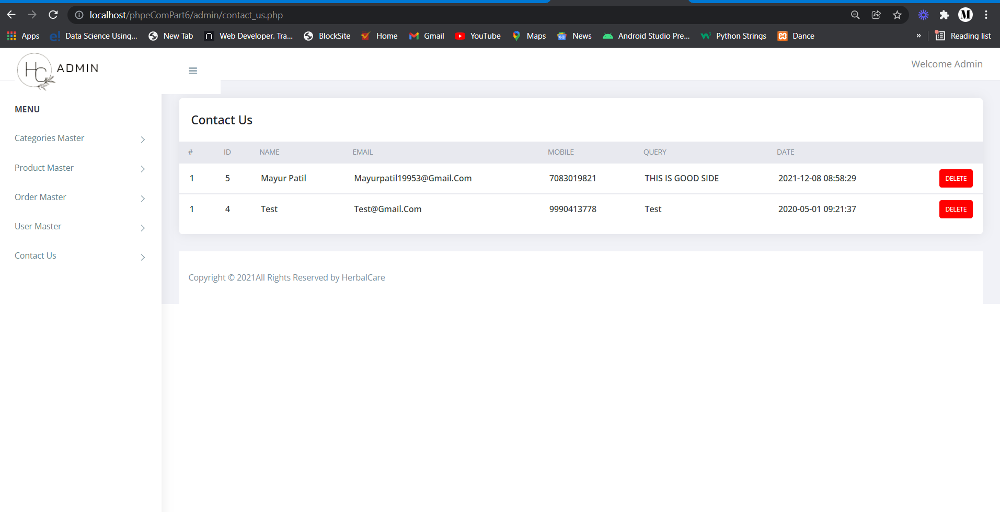 localhost/phpeComPart6/admin/contact_us.php
M
Apps e! Data Science Using... New Tab Web Developer. Tra... BlockSite Home Gmail YouTube Maps News Android Studio Pre... Python Strings Dance » Reading list
HC ADMIN
Welcome Admin
MENU
Categories Master
Product Master
Order Master
User Master
Contact Us
Contact Us
# ID NAME EMAIL MOBILE QUERY DATE
1 5 Mayur Patil Mayurpatil19953@Gmail.Com 7083019821 THIS IS GOOD SIDE 2021-12-08 08:58:29 DELETE
1 4 Test Test@Gmail.Com 9990413778 Test 2020-05-01 09:21:37 DELETE
Copyright © 2021All Rights Reserved by HerbalCare